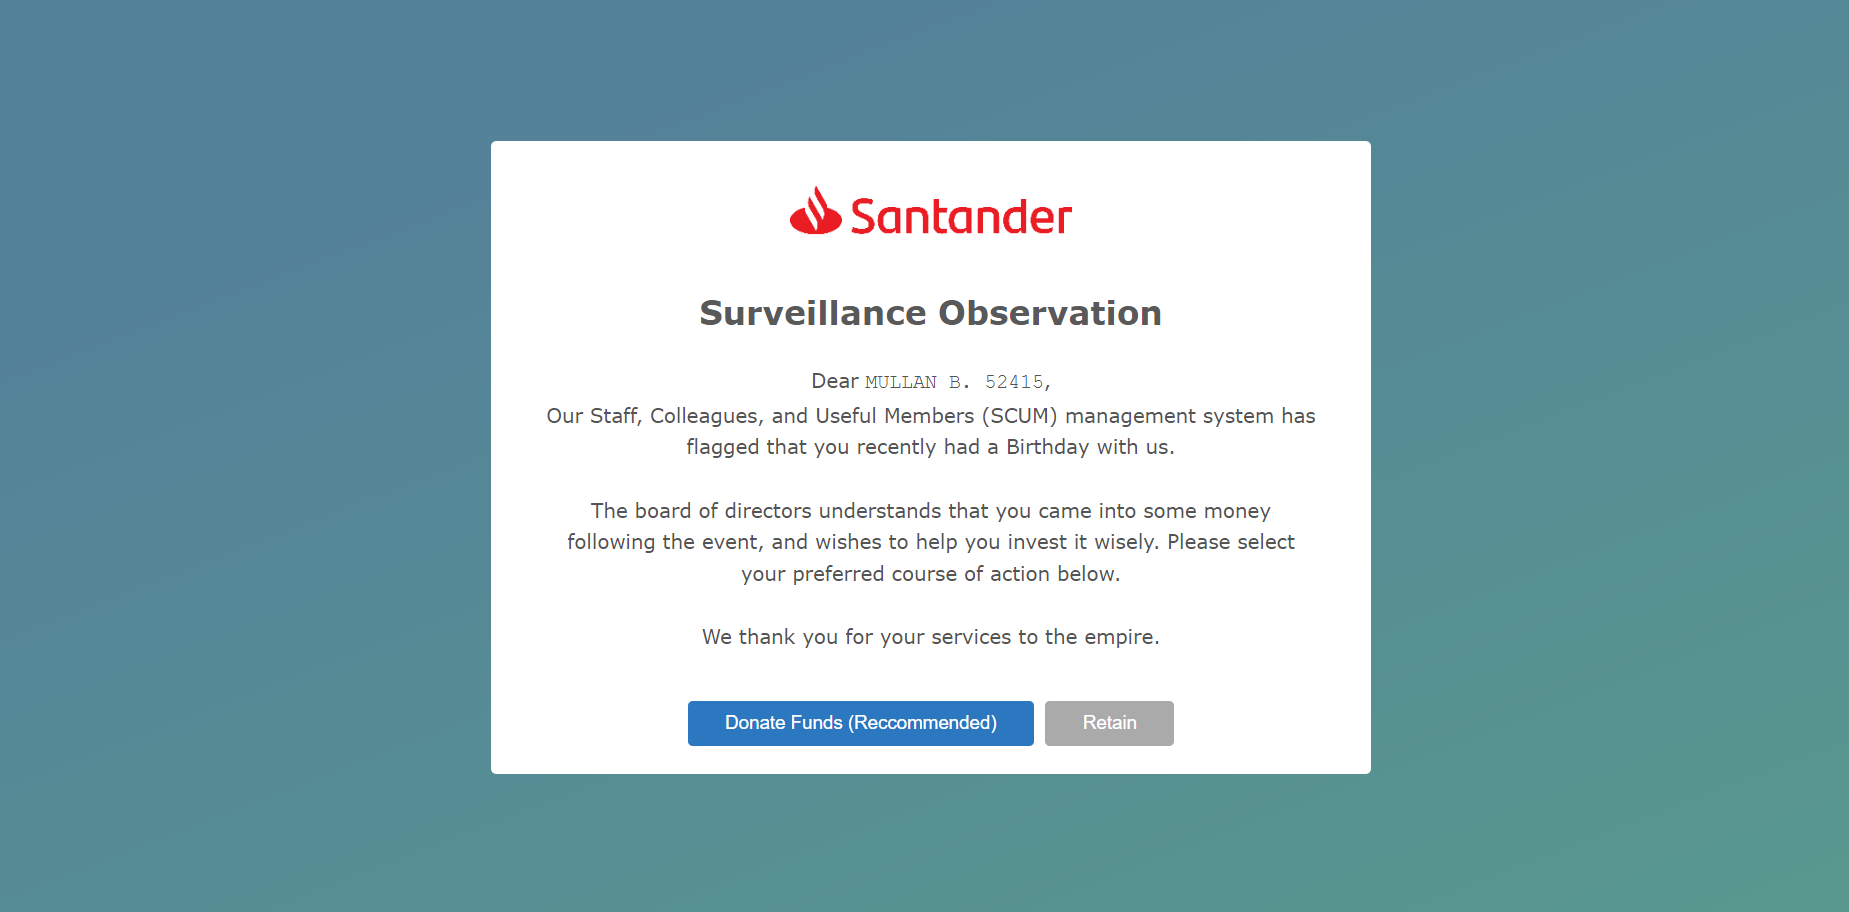 Santander
Surveillance Observation
Dear MULLAN B. 52415,
Our Staff, Colleagues, and Useful Members (SCUM) management system has
flagged that you recently had a Birthday with us.
The board of directors understands that you came into some money
following the event, and wishes to help you invest it wisely. Please select
your preferred course of action below.
We thank you for your services to the empire.
Donate Funds (Reccommended)
Retain